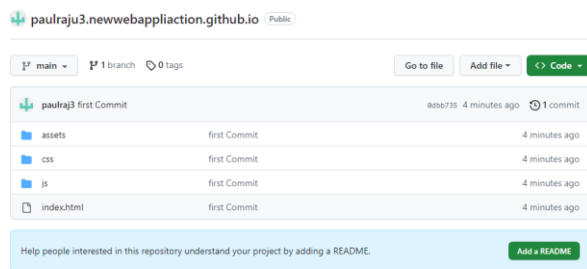 paulraju3.newwebappliaction.github.io Public
main 1 branch 0 tags Go to file Add file Code
paulraj3 first Commit 0dbb735 4 minutes ago 1 commit
assets first Commit 4 minutes ago
css first Commit 4 minutes ago
js first Commit 4 minutes ago
index.html first Commit 4 minutes ago
Help people interested in this repository understand your project by adding a README. Add a README